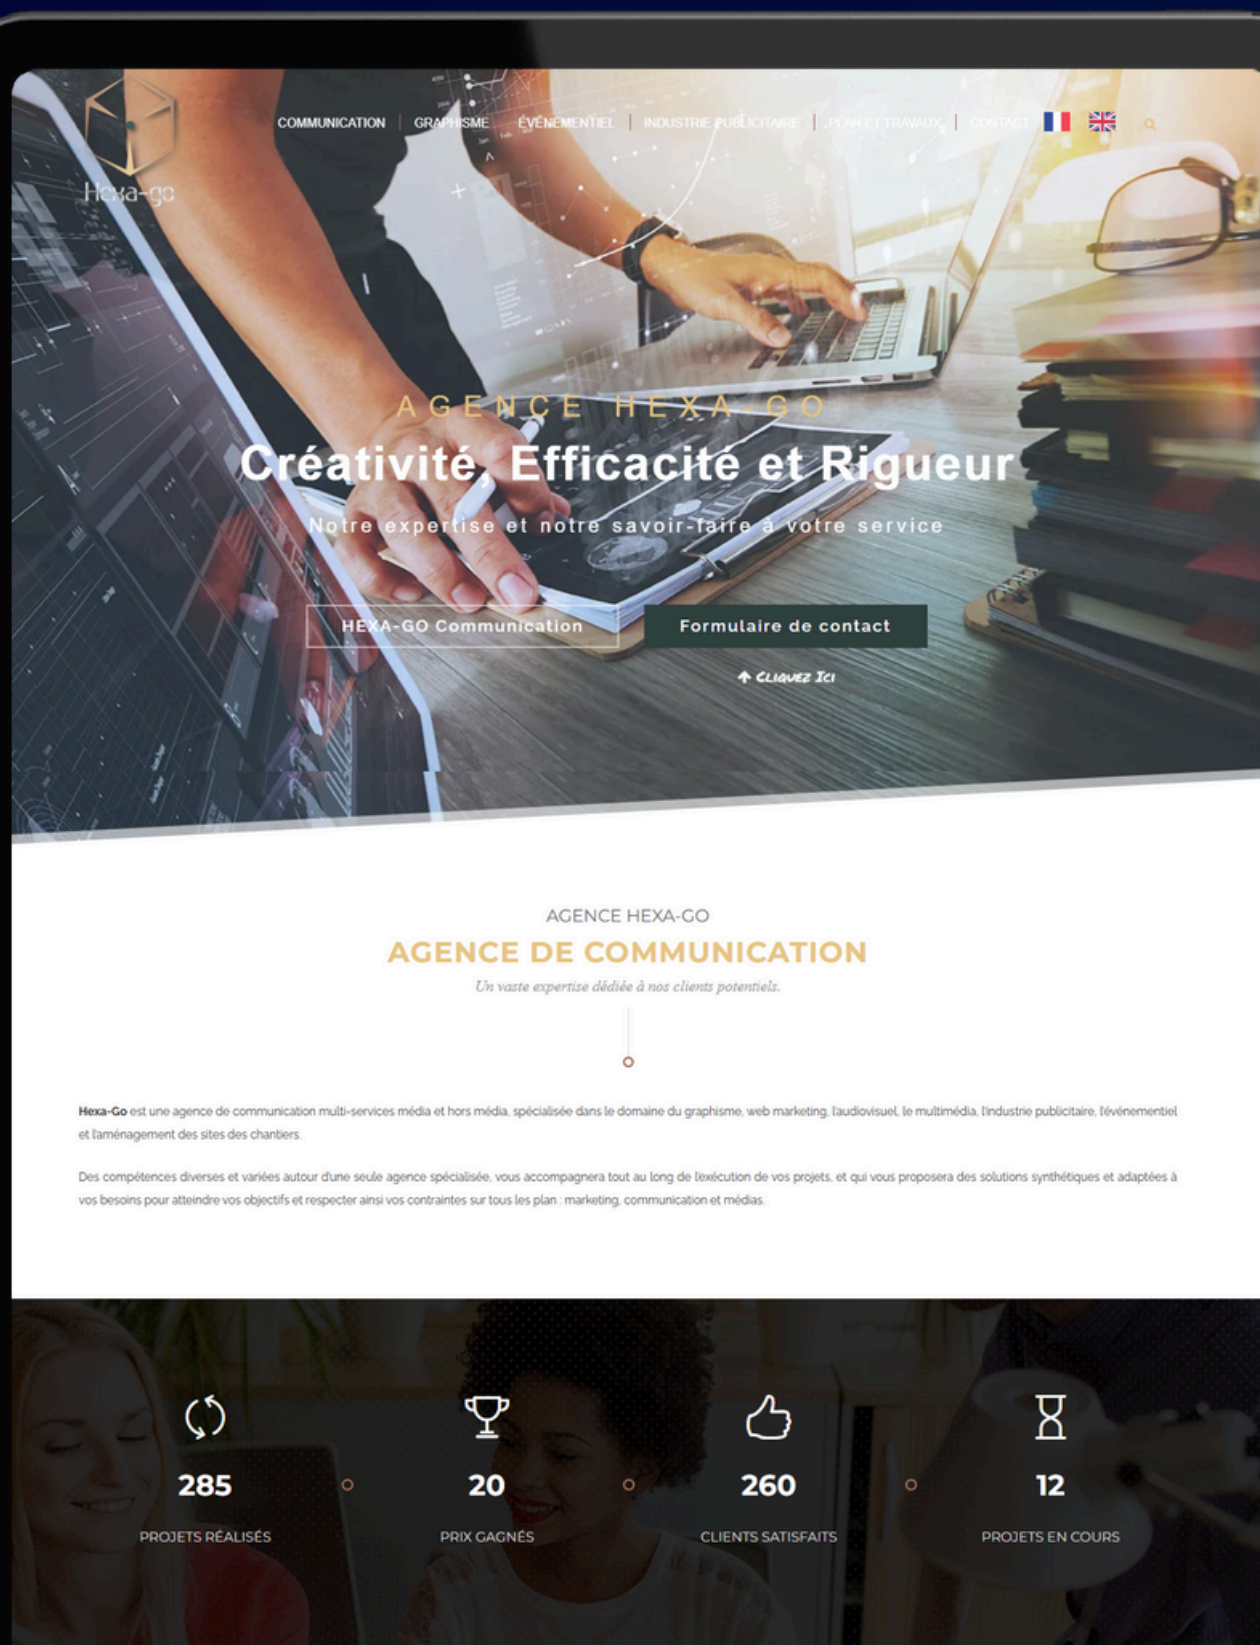 Hexa-go
COMMUNICATION
GRAPHISME
ÉVÉNEMENTIEL
INDUSTRIE PUBLICITAIRE
PLAN ET TRAVAUX
CONTACT
AGENCE HEXA-GO
Créativité, Efficacité et Rigueur
Notre expertise et notre savoir-faire à votre service
HEXA-GO Communication
Formulaire de contact
Cliquez Ici
AGENCE HEXA-GO
AGENCE DE COMMUNICATION
Un vaste expertise dédiée à nos clients potentiels.
Hexa-Go est une agence de communication multi-services média et hors média, spécialisée dans le domaine du graphisme, web marketing, l'audiovisuel, le multimédia, l'industrie publicitaire, l'événementiel
et l'aménagement des sites des chantiers.
Des compétences diverses et variées autour d'une seule agence spécialisée, vous accompagnera tout au long de l'exécution de vos projets, et qui vous proposera des solutions synthétiques et adaptées à
vos besoins pour atteindre vos objectifs et respecter ainsi vos contraintes sur tous les plan : marketing, communication et médias.
285
20
260
12
PROJETS RÉALISÉS
PRIX GAGNÉS
CLIENTS SATISFAITS
PROJETS EN COURS